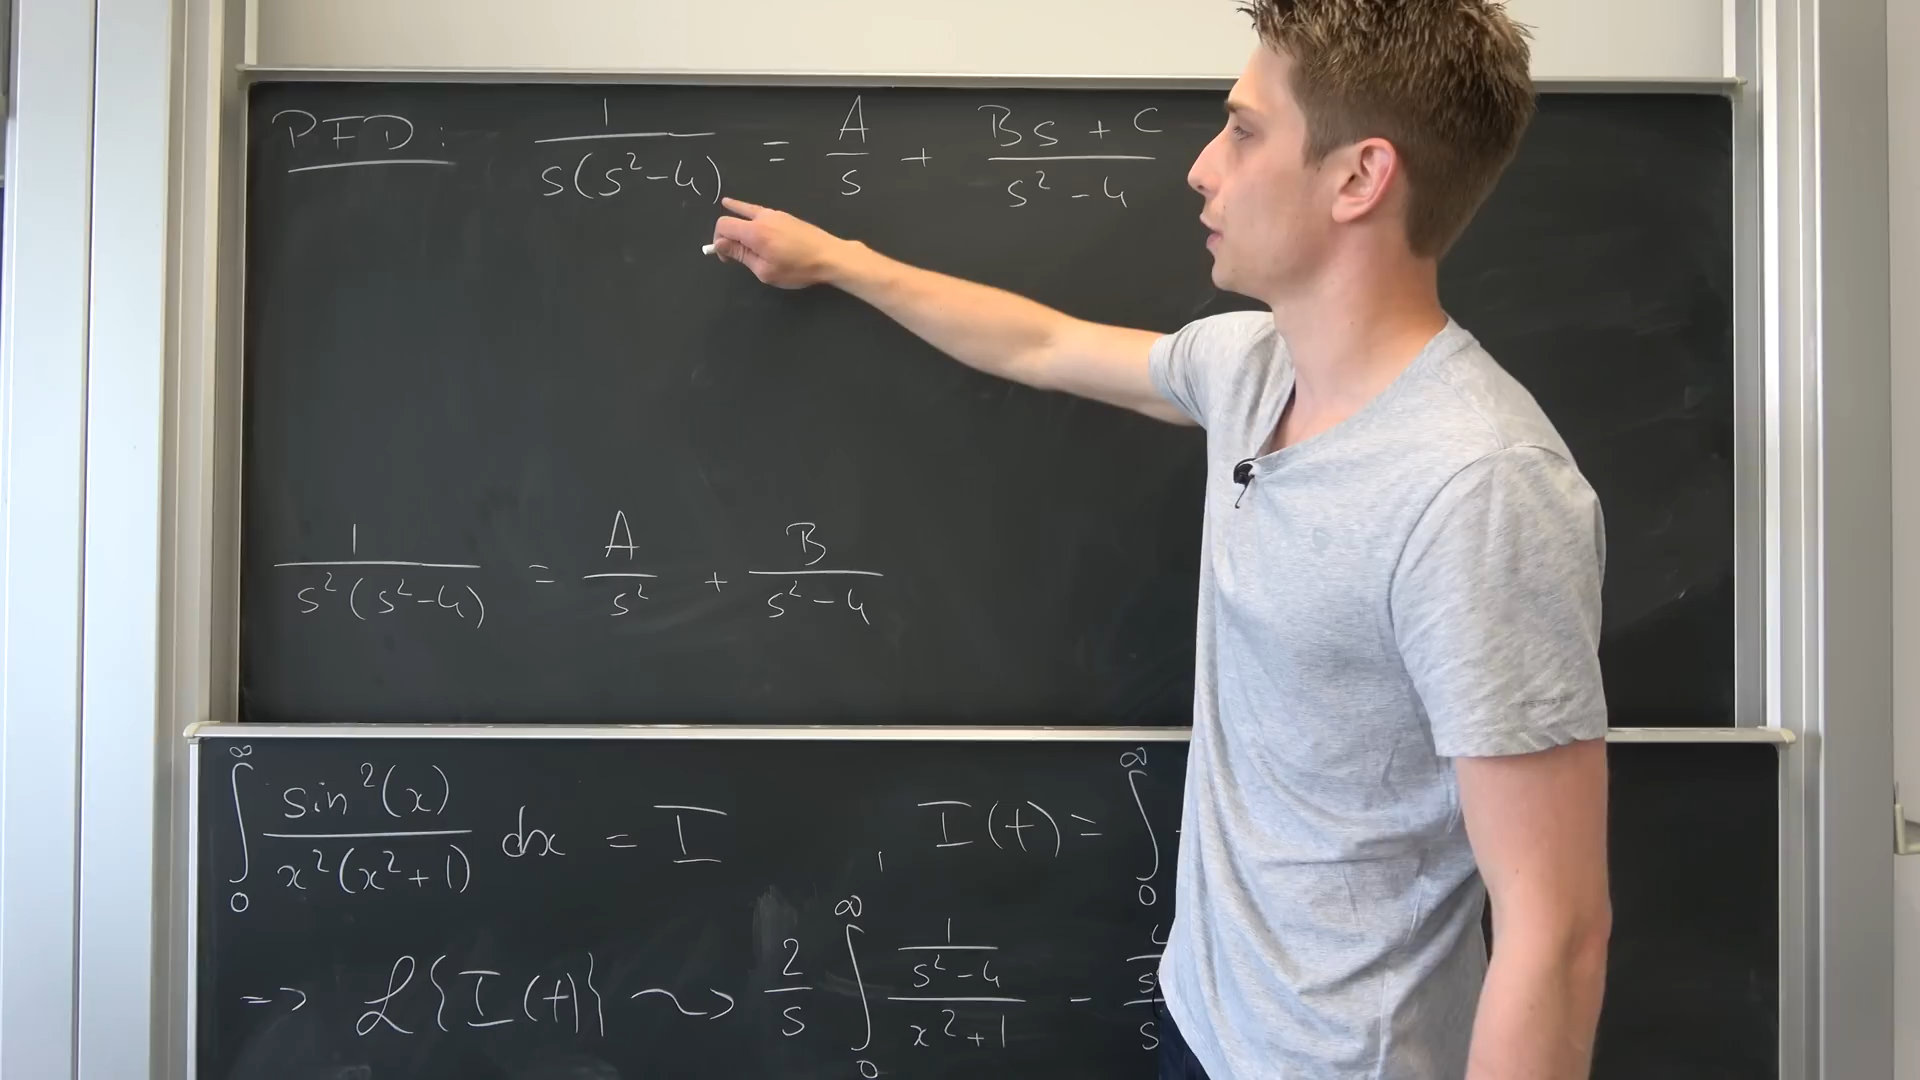 PFD: 1/(s(s²-4)) = A/s + (Bs + C)/(s² - 4)
1/(s²(s²-4)) = A/s² + B/(s² - 4)
∫₀^∞ sin²(x)/(x²(x²+1)) dx = I , I(t) = ∫₀^∞
=> ℒ{I(t)} ⇝ 2/s ∫₀^∞ (1/(s²-4))/(x²+1) -